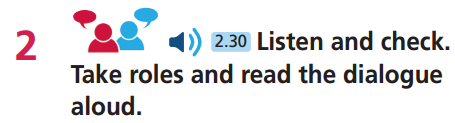 2 2.30 Listen and check.
Take roles and read the dialogue
aloud.